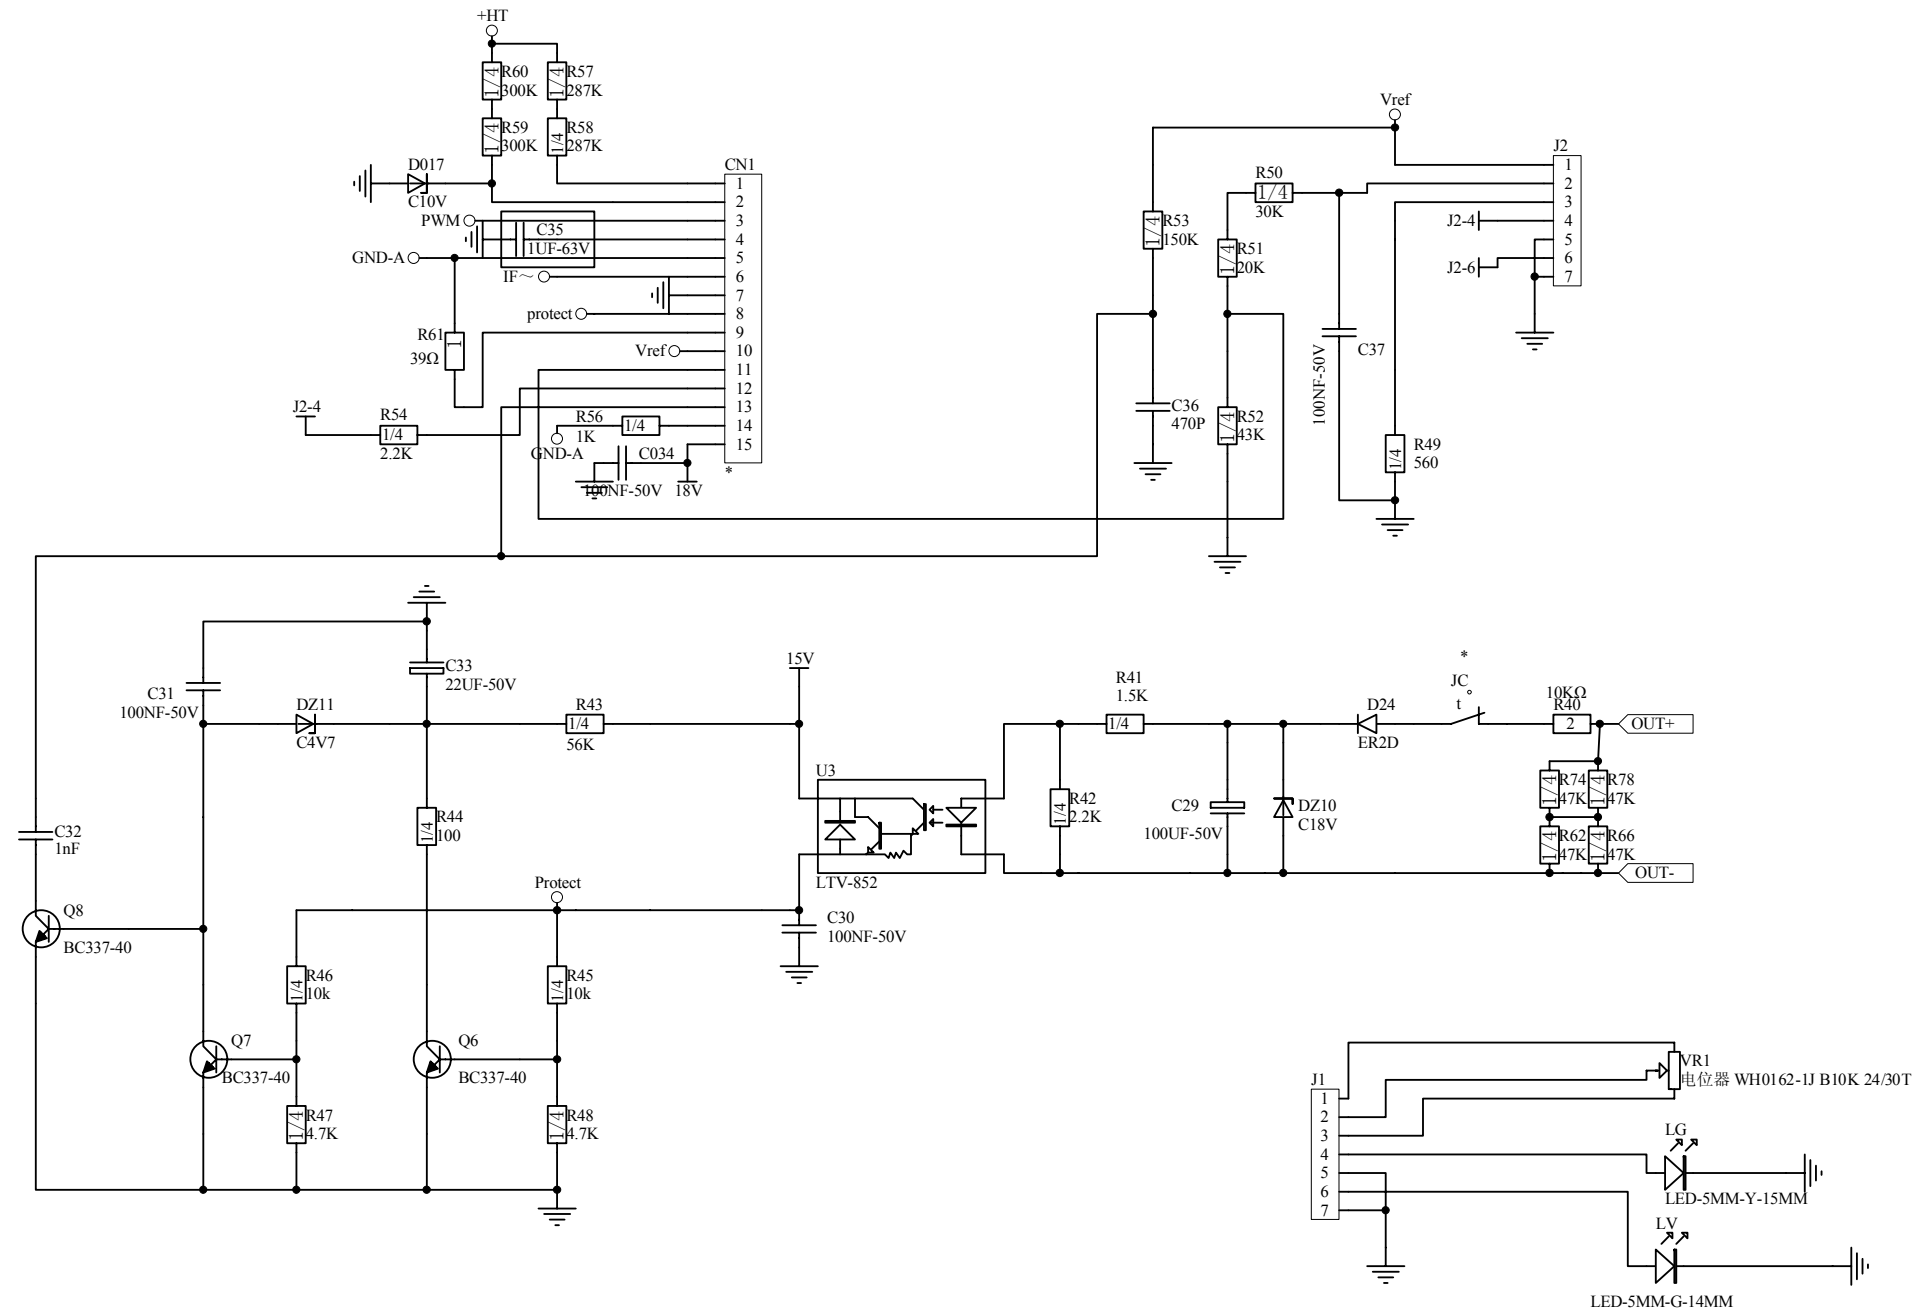 +HT
R60
1/4
300K
R57
1/4
287K
R59
1/4
300K
R58
1/4
287K
D017
C10V
CN1
1
2
3
4
5
6
7
8
9
10
11
12
13
14
15
*
PWM
C35
1UF-63V
GND-A
IF～
protect
R61
1
39Ω
Vref
J2-4
R54
1/4
2.2K
R56
1/4
1K
GND-A
C034
100NF-50V
18V
Vref
J2
1
2
3
4
5
6
7
R50
1/4
30K
R53
1/4
150K
R51
1/4
20K
J2-4
J2-6
C37
100NF-50V
C36
470P
R52
1/4
43K
R49
1/4
560
C33
22UF-50V
C31
100NF-50V
DZ11
C4V7
R43
1/4
56K
15V
R41
1.5K
1/4
D24
ER2D
*
JC
°
t
10KΩ
R40
2
OUT+
U3
LTV-852
R44
1/4
100
R42
1/4
2.2K
C29
100UF-50V
DZ10
C18V
R74
1/4
47K
R78
1/4
47K
R62
1/4
47K
R66
1/4
47K
OUT-
C32
1nF
Protect
C30
100NF-50V
Q8
BC337-40
R46
1/4
10k
R45
1/4
10k
Q7
BC337-40
Q6
BC337-40
R47
1/4
4.7K
R48
1/4
4.7K
J1
1
2
3
4
5
6
7
VR1
电位器 WH0162-1J B10K 24/30T
LG
LED-5MM-Y-15MM
LV
LED-5MM-G-14MM